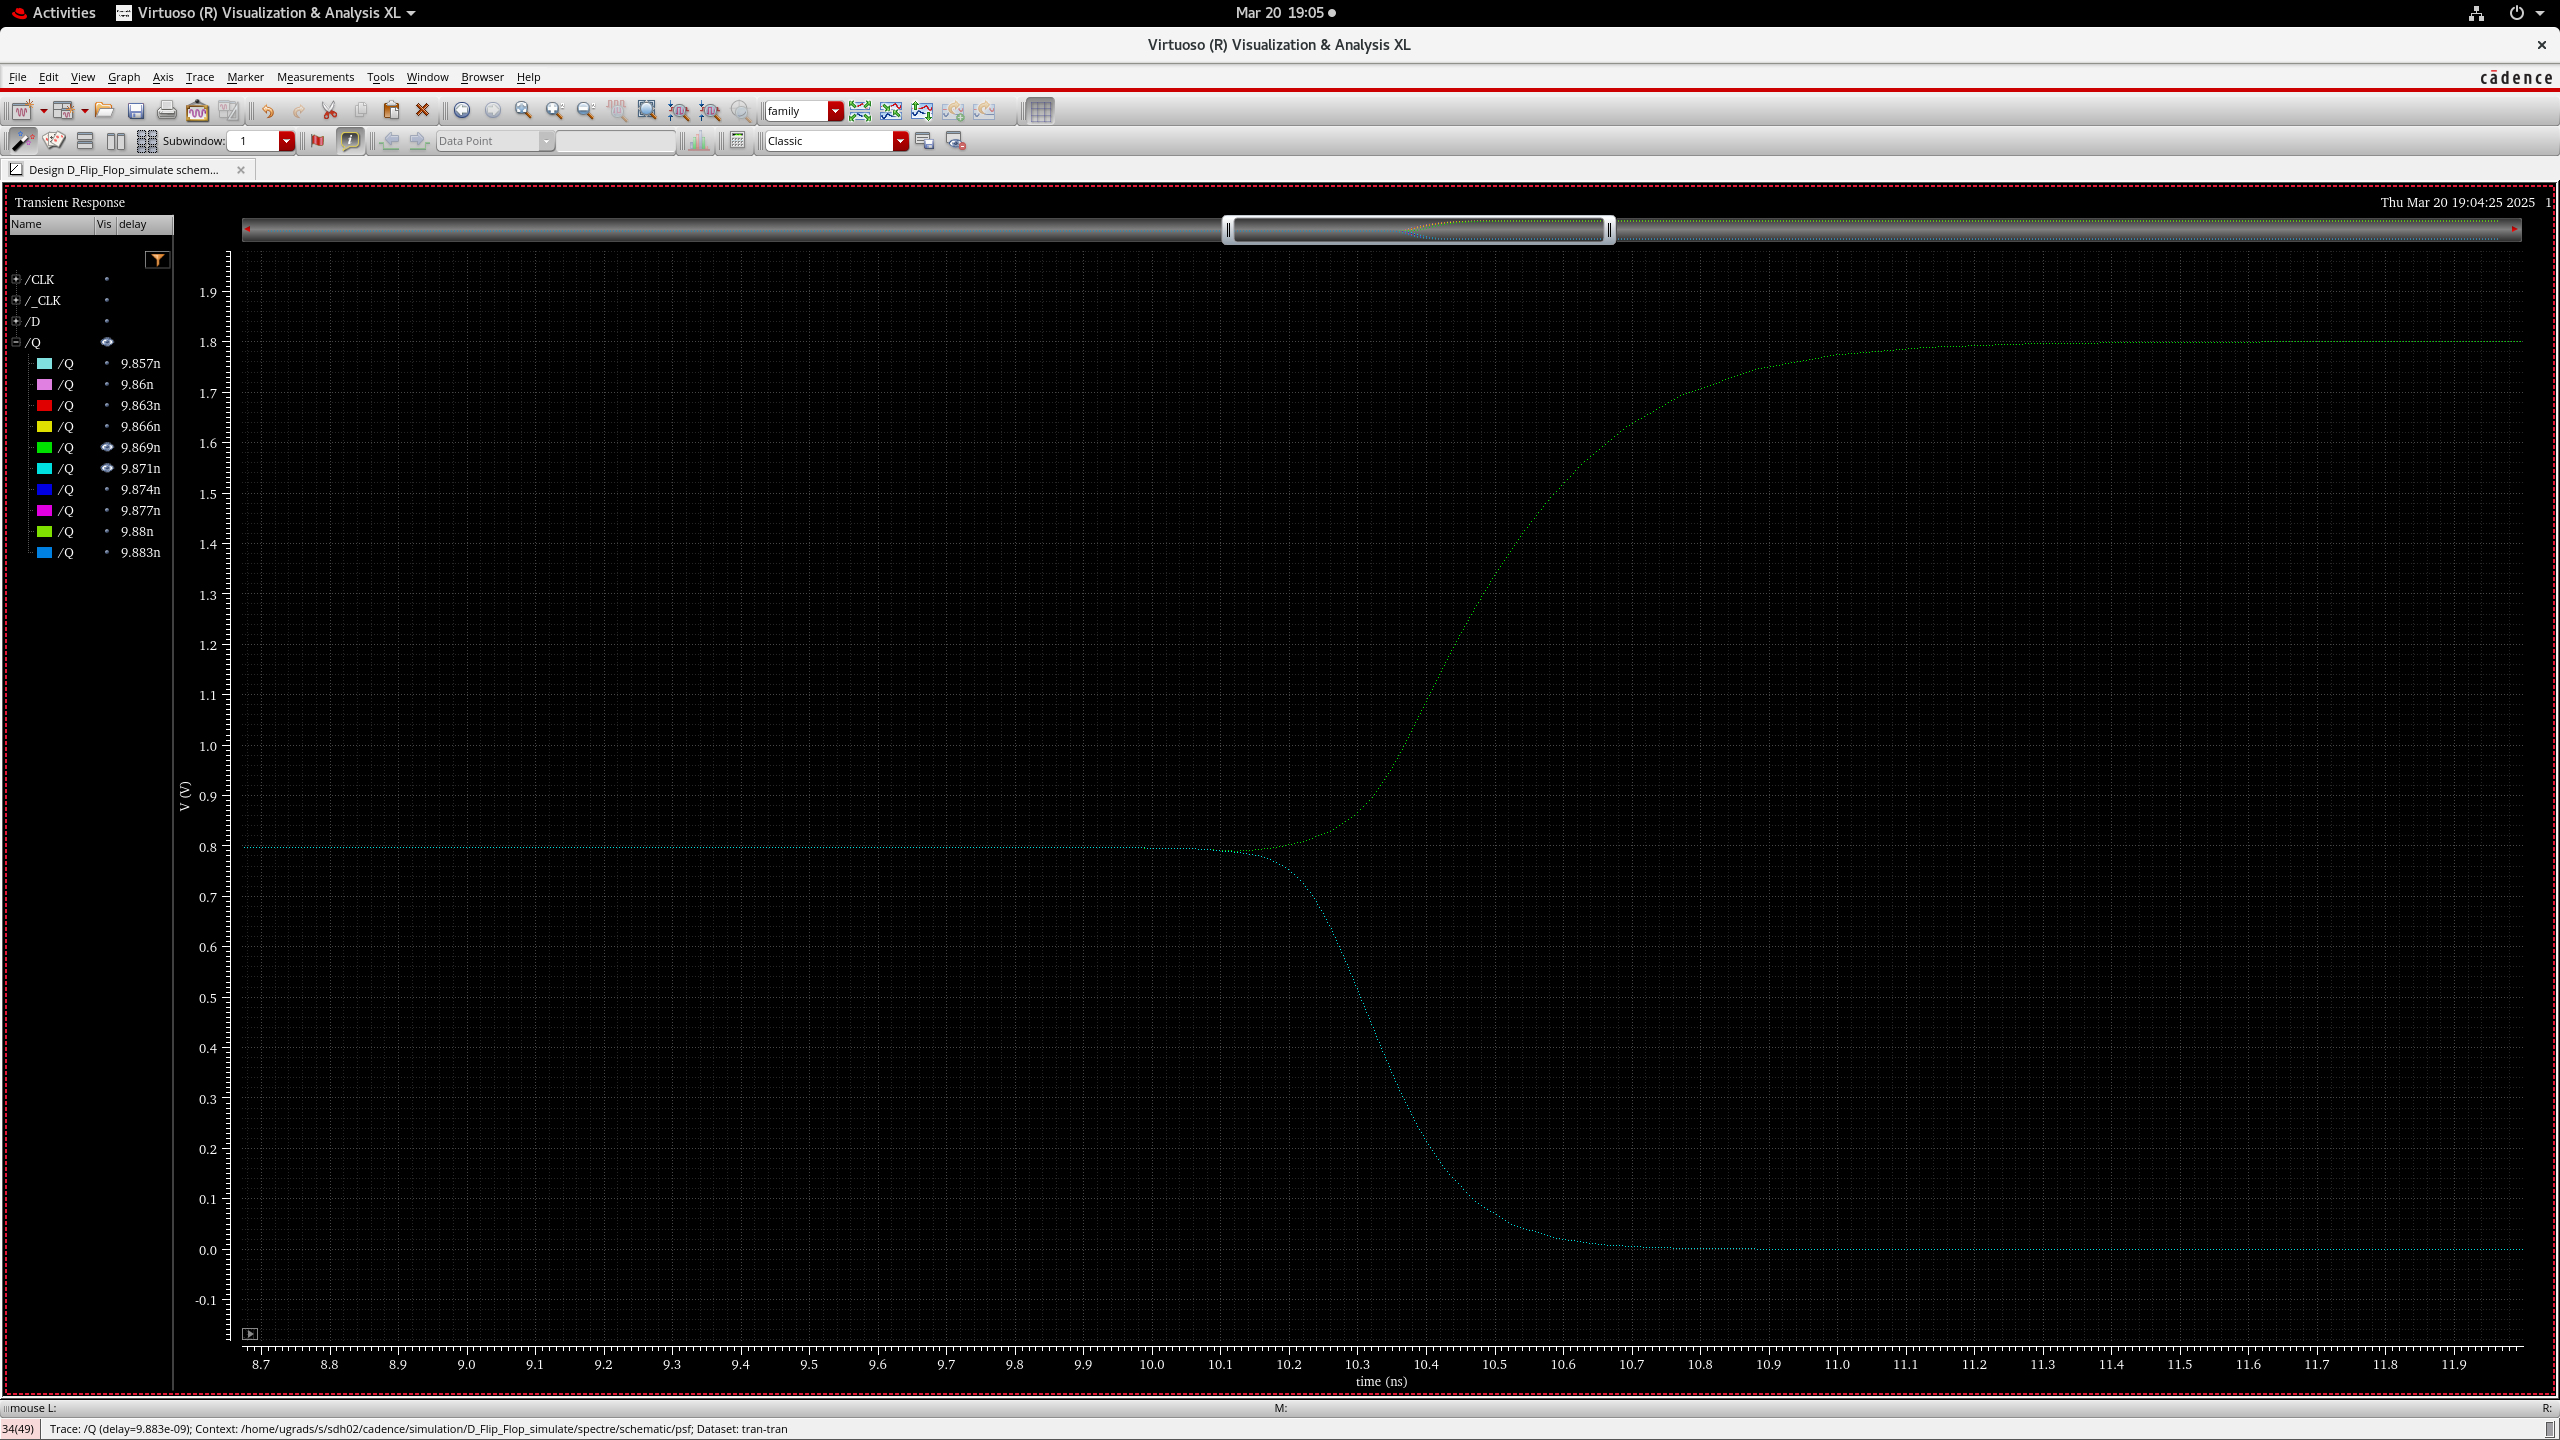 Activities Virtuoso (R) Visualization & Analysis XL Mar 20 19:05
Virtuoso (R) Visualization & Analysis XL
File Edit View Graph Axis Trace Marker Measurements Tools Window Browser Help cādence
family
Subwindow: 1 Data Point Classic
Design D_Flip_Flop_simulate schem...
Transient Response Thu Mar 20 19:04:25 2025 1
Name Vis delay
/CLK
/_CLK
/D
/Q
/Q 9.857n
/Q 9.86n
/Q 9.863n
/Q 9.866n
/Q 9.869n
/Q 9.871n
/Q 9.874n
/Q 9.877n
/Q 9.88n
/Q 9.883n
1.9
1.8
1.7
1.6
1.5
1.4
1.3
1.2
1.1
1.0
0.9
0.8
0.7
0.6
0.5
0.4
0.3
0.2
0.1
0.0
-0.1
V (V)
8.7 8.8 8.9 9.0 9.1 9.2 9.3 9.4 9.5 9.6 9.7 9.8 9.9 10.0 10.1 10.2 10.3 10.4 10.5 10.6 10.7 10.8 10.9 11.0 11.1 11.2 11.3 11.4 11.5 11.6 11.7 11.8 11.9
time (ns)
mouse L: M: R:
34(49) Trace: /Q (delay=9.883e-09); Context: /home/ugrads/s/sdh02/cadence/simulation/D_Flip_Flop_simulate/spectre/schematic/psf; Dataset: tran-tran